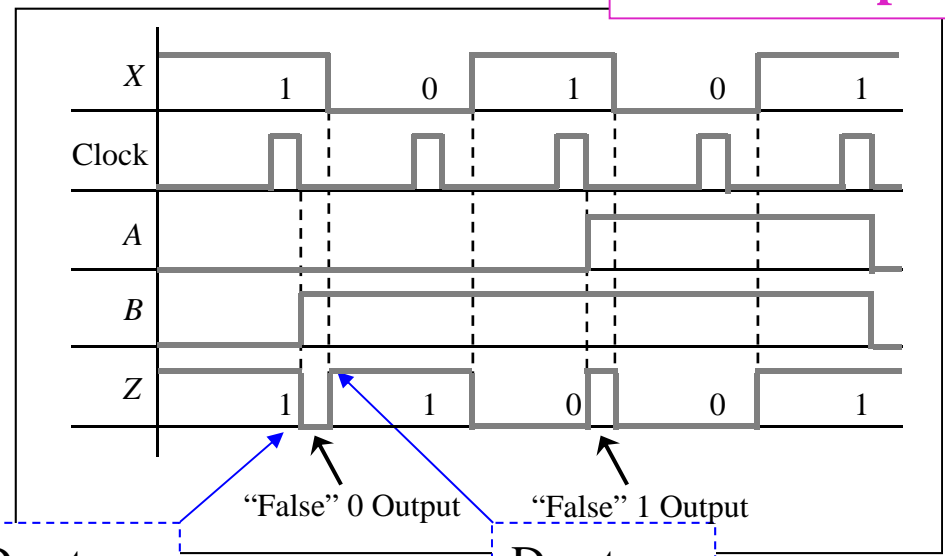 X 1 0 1 0 1
Clock
A
B
Z 1 1 0 0 1
“False” 0 Output “False” 1 Output